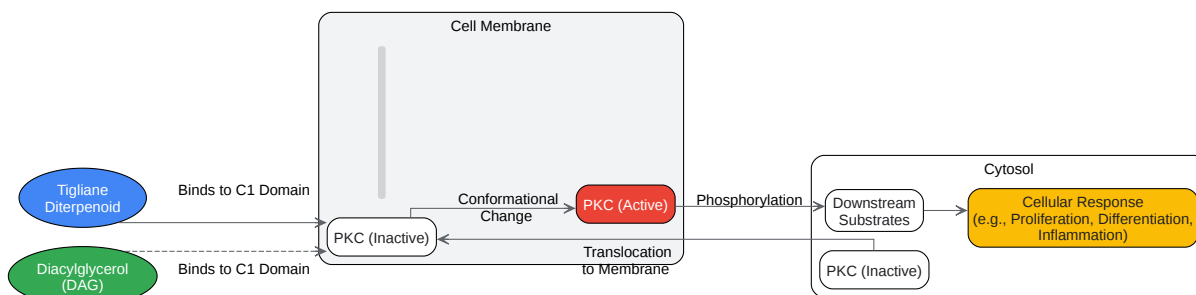 Cell Membrane
Tigliane
Diterpenoid
Binds to C1 Domain
Diacylglycerol
(DAG)
Binds to C1 Domain
PKC (Inactive)
Conformational
Change
PKC (Active)
Phosphorylation
Translocation
to Membrane
Cytosol
Downstream
Substrates
Cellular Response
(e.g., Proliferation, Differentiation,
Inflammation)
PKC (Inactive)